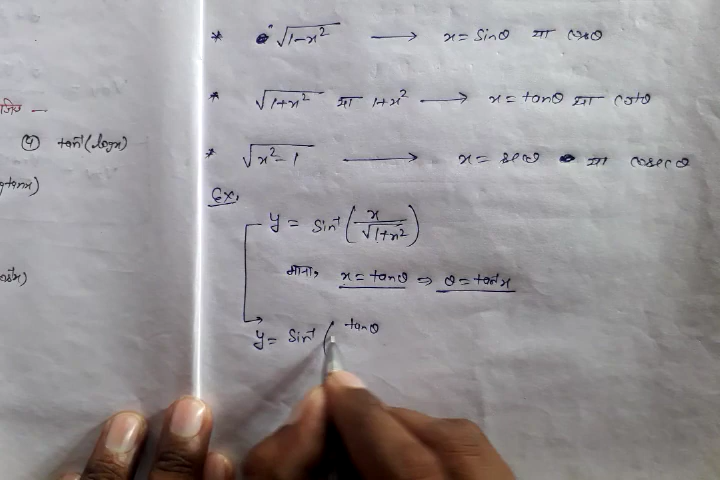 * √1-x² ⟶ x = sinθ या cosθ
* √1+x² या 1+x² ⟶ x = tanθ या cotθ
* √x²-1 ⟶ x = secθ या cosecθ
Ex.
y = sin⁻¹(x/√1+x²)
माना, x = tanθ ⇒ θ = tan⁻¹x
y = sin⁻¹( tanθ
④ tan⁻¹(logx)